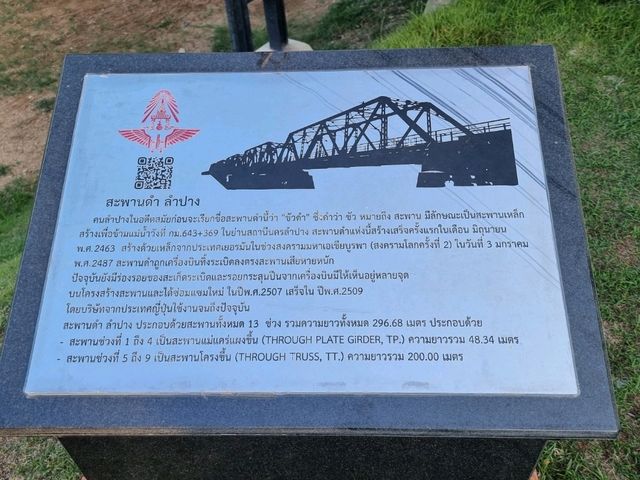 สะพานดำ ลำปาง
คนลำปางในอดีตสมัยก่อนจะเรียกชื่อสะพานดำนี้ว่า "ขัวดำ" ซึ่งคำว่า ขัว หมายถึง สะพาน มีลักษณะเป็นสะพานเหล็ก
สร้างเพื่อข้ามแม่น้ำวังที่ กม.643+369 ในย่านสถานีนครลำปาง สะพานดำแห่งนี้สร้างเสร็จครั้งแรกในเดือน มิถุนายน
พ.ศ.2463 สร้างด้วยเหล็กจากประเทศเยอรมันในช่วงสงครามมหาเอเชียบูรพา (สงครามโลกครั้งที่ 2) ในวันที่ 3 มกราคม
พ.ศ.2487 สะพานดำถูกเครื่องบินทิ้งระเบิดลงตรงสะพานเสียหายหนัก
ปัจจุบันยังมีร่องรอยของสะเก็ดระเบิดและรอยกระสุนปืนจากเครื่องบินมีให้เห็นอยู่หลายจุด
บนโครงสร้างสะพานและได้ซ่อมแซมใหม่ ในปีพ.ศ.2507 เสร็จใน ปีพ.ศ.2509
โดยบริษัทจากประเทศญี่ปุ่นใช้งานจนถึงปัจจุบัน
สะพานดำ ลำปาง ประกอบด้วยสะพานทั้งหมด 13 ช่วง รวมความยาวทั้งหมด 296.68 เมตร ประกอบด้วย
- สะพานช่วงที่ 1 ถึง 4 เป็นสะพานแม่แคร่แผงขึ้น (THROUGH PLATE GIRDER, TP.) ความยาวรวม 48.34 เมตร
- สะพานช่วงที่ 5 ถึง 9 เป็นสะพานโครงขึ้น (THROUGH TRUSS, TT.) ความยาวรวม 200.00 เมตร